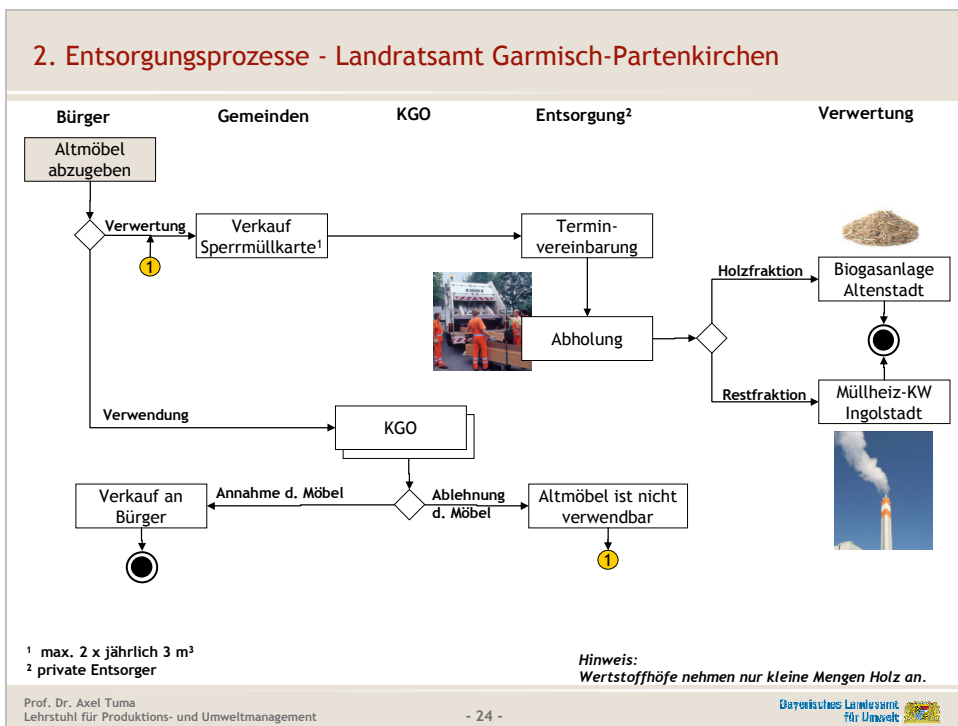 2. Entsorgungsprozesse - Landratsamt Garmisch-Partenkirchen
Bürger
Gemeinden
KGO
Entsorgung²
Verwertung
Altmöbel
abzugeben
Verwertung
1
Verkauf
Sperrmüllkarte¹
Termin-
vereinbarung
Holzfraktion
Biogasanlage
Altenstadt
Abholung
Restfraktion
Müllheiz-KW
Ingolstadt
Verwendung
KGO
Verkauf an
Bürger
Annahme d. Möbel
Ablehnung
d. Möbel
Altmöbel ist nicht
verwendbar
1
¹ max. 2 x jährlich 3 m³
² private Entsorger
Hinweis:
Wertstoffhöfe nehmen nur kleine Mengen Holz an.
Prof. Dr. Axel Tuma
Lehrstuhl für Produktions- und Umweltmanagement
- 24 -
Bayerisches Landesamt
für Umwelt